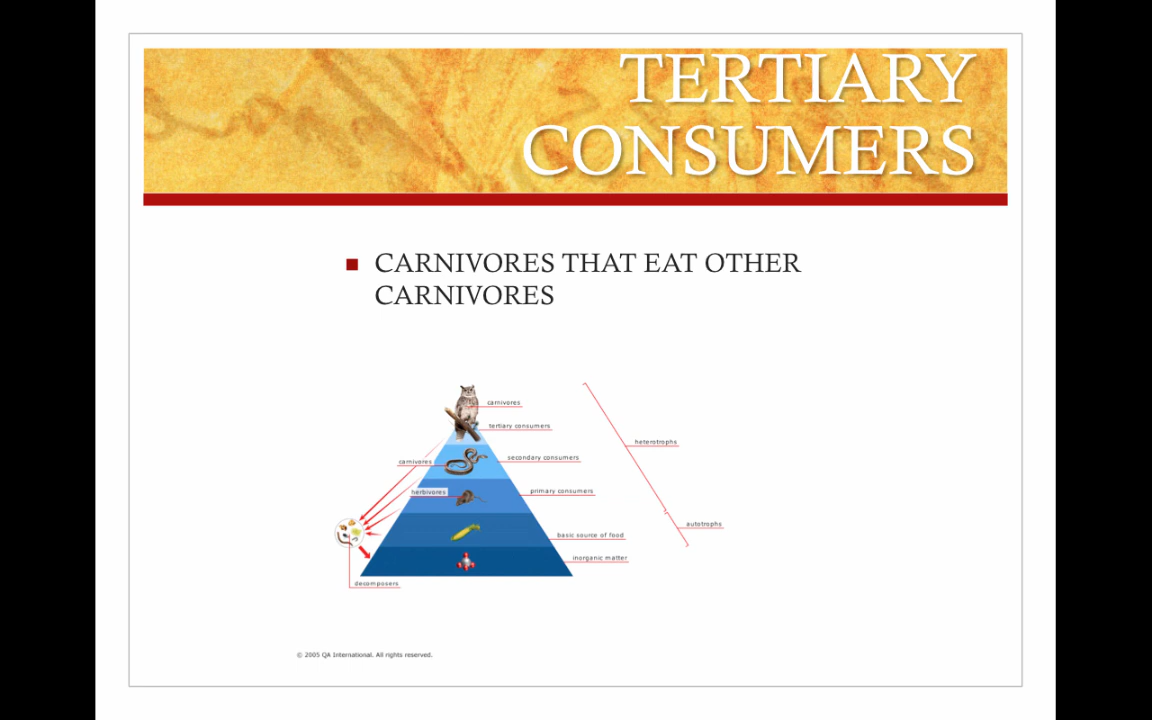 TERTIARY
CONSUMERS
■ CARNIVORES THAT EAT OTHER
CARNIVORES
carnivores
tertiary consumers
heterotrophs
secondary consumers
carnivores
herbivores
primary consumers
autotrophs
basic source of food
inorganic matter
decomposers
© 2005 QA International. All rights reserved.